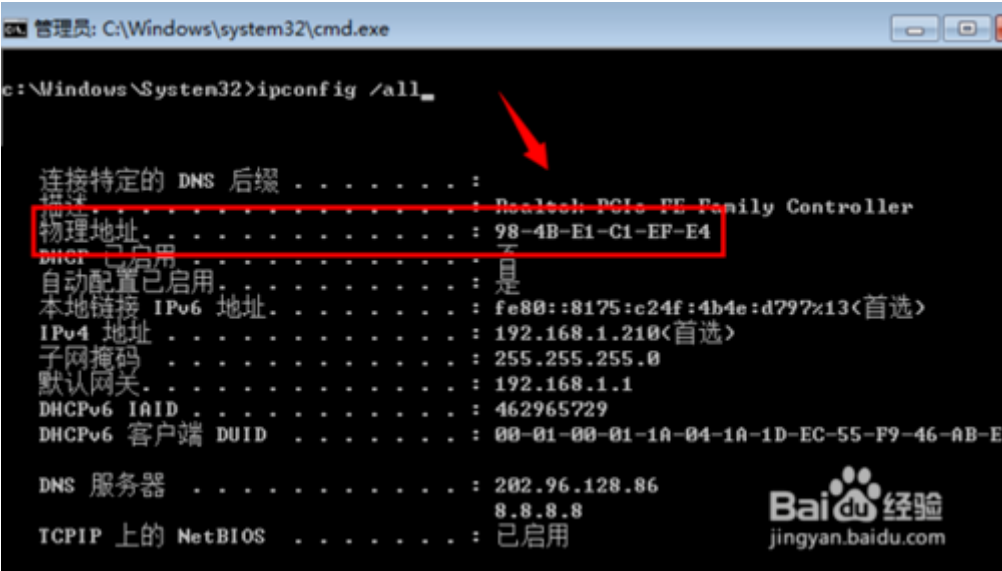 管理员: C:\Windows\system32\cmd.exe
c:\Windows\System32>ipconfig /all_
连接特定的 DNS 后缀 . . . . . . . :
描述. . . . . . . . . . . . . . . : Realtek PCIe FE Family Controller
物理地址. . . . . . . . . . . . . : 98-4B-E1-C1-EF-E4
DHCP 已启用 . . . . . . . . . . . : 否
自动配置已启用. . . . . . . . . . : 是
本地链接 IPv6 地址. . . . . . . . : fe80::8175:c24f:4b4e:d797%13(首选)
IPv4 地址 . . . . . . . . . . . . : 192.168.1.210(首选)
子网掩码  . . . . . . . . . . . . : 255.255.255.0
默认网关. . . . . . . . . . . . . : 192.168.1.1
DHCPv6 IAID . . . . . . . . . . . : 462965729
DHCPv6 客户端 DUID  . . . . . . . : 00-01-00-01-1A-04-1A-1D-EC-55-F9-46-AB-E
DNS 服务器  . . . . . . . . . . . : 202.96.128.86
8.8.8.8
TCPIP 上的 NetBIOS  . . . . . . . : 已启用
Baidu经验
jingyan.baidu.com